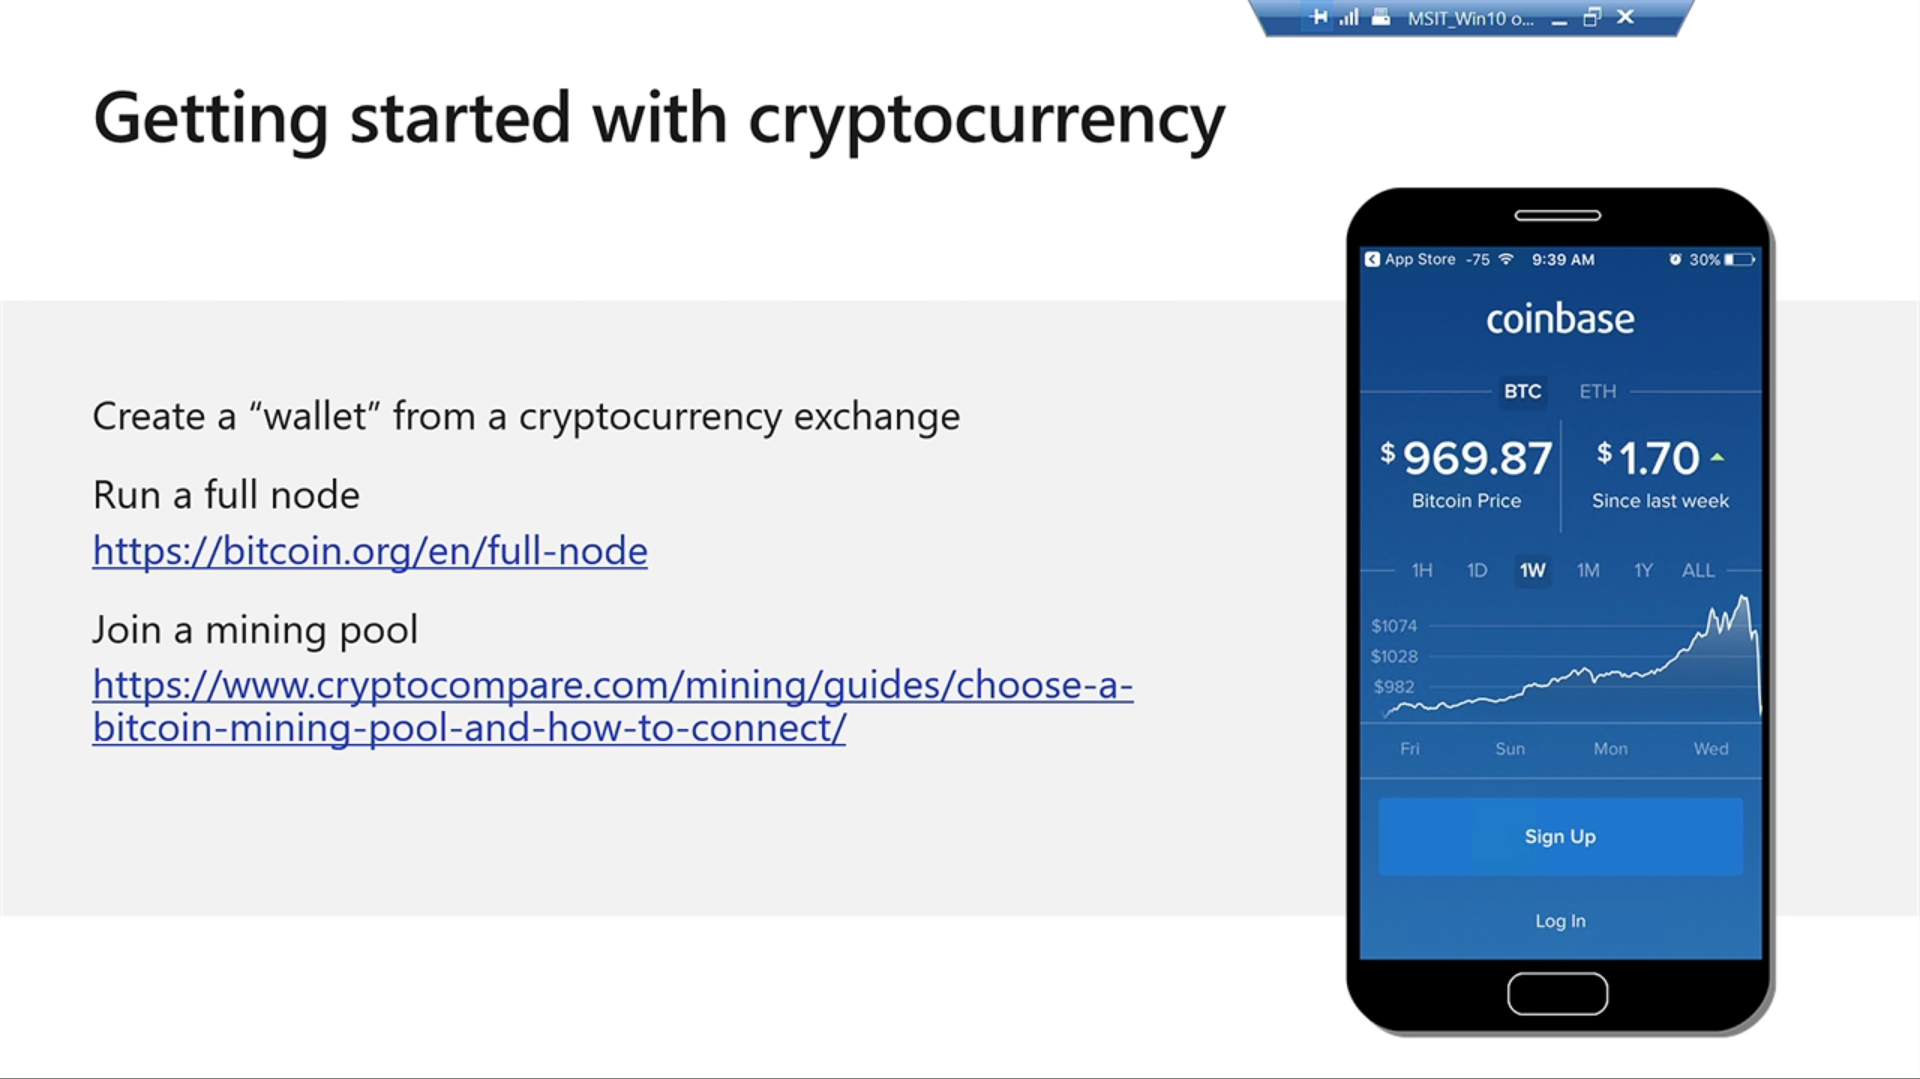 MSIT_Win10 o...
Getting started with cryptocurrency
Create a “wallet” from a cryptocurrency exchange
Run a full node
https://bitcoin.org/en/full-node
Join a mining pool
https://www.cryptocompare.com/mining/guides/choose-a-
bitcoin-mining-pool-and-how-to-connect/
App Store -75 9:39 AM 30%
coinbase
BTC ETH
$969.87 $1.70
Bitcoin Price Since last week
1H 1D 1W 1M 1Y ALL
$1074
$1028
$982
Fri Sun Mon Wed
Sign Up
Log In